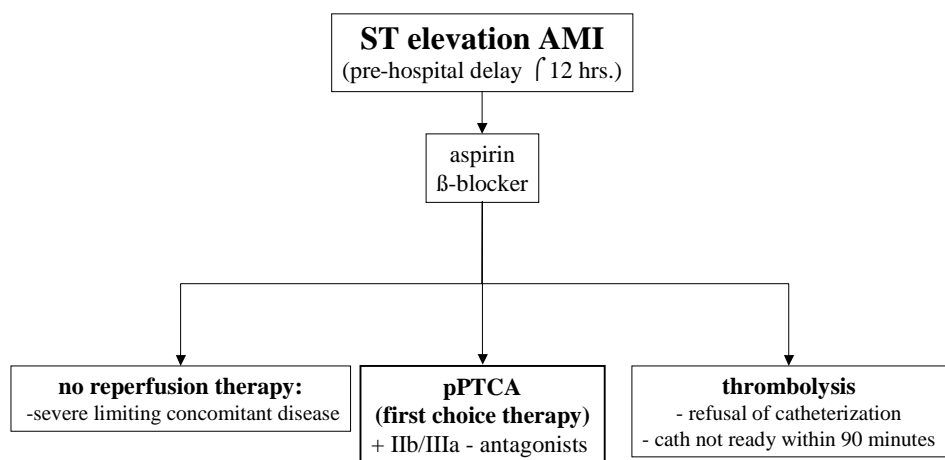 ST elevation AMI
(pre-hospital delay ⌠ 12 hrs.)
aspirin
ß-blocker
no reperfusion therapy:
-severe limiting concomitant disease
pPTCA
(first choice therapy)
+ IIb/IIIa - antagonists
thrombolysis
- refusal of catheterization
- cath not ready within 90 minutes